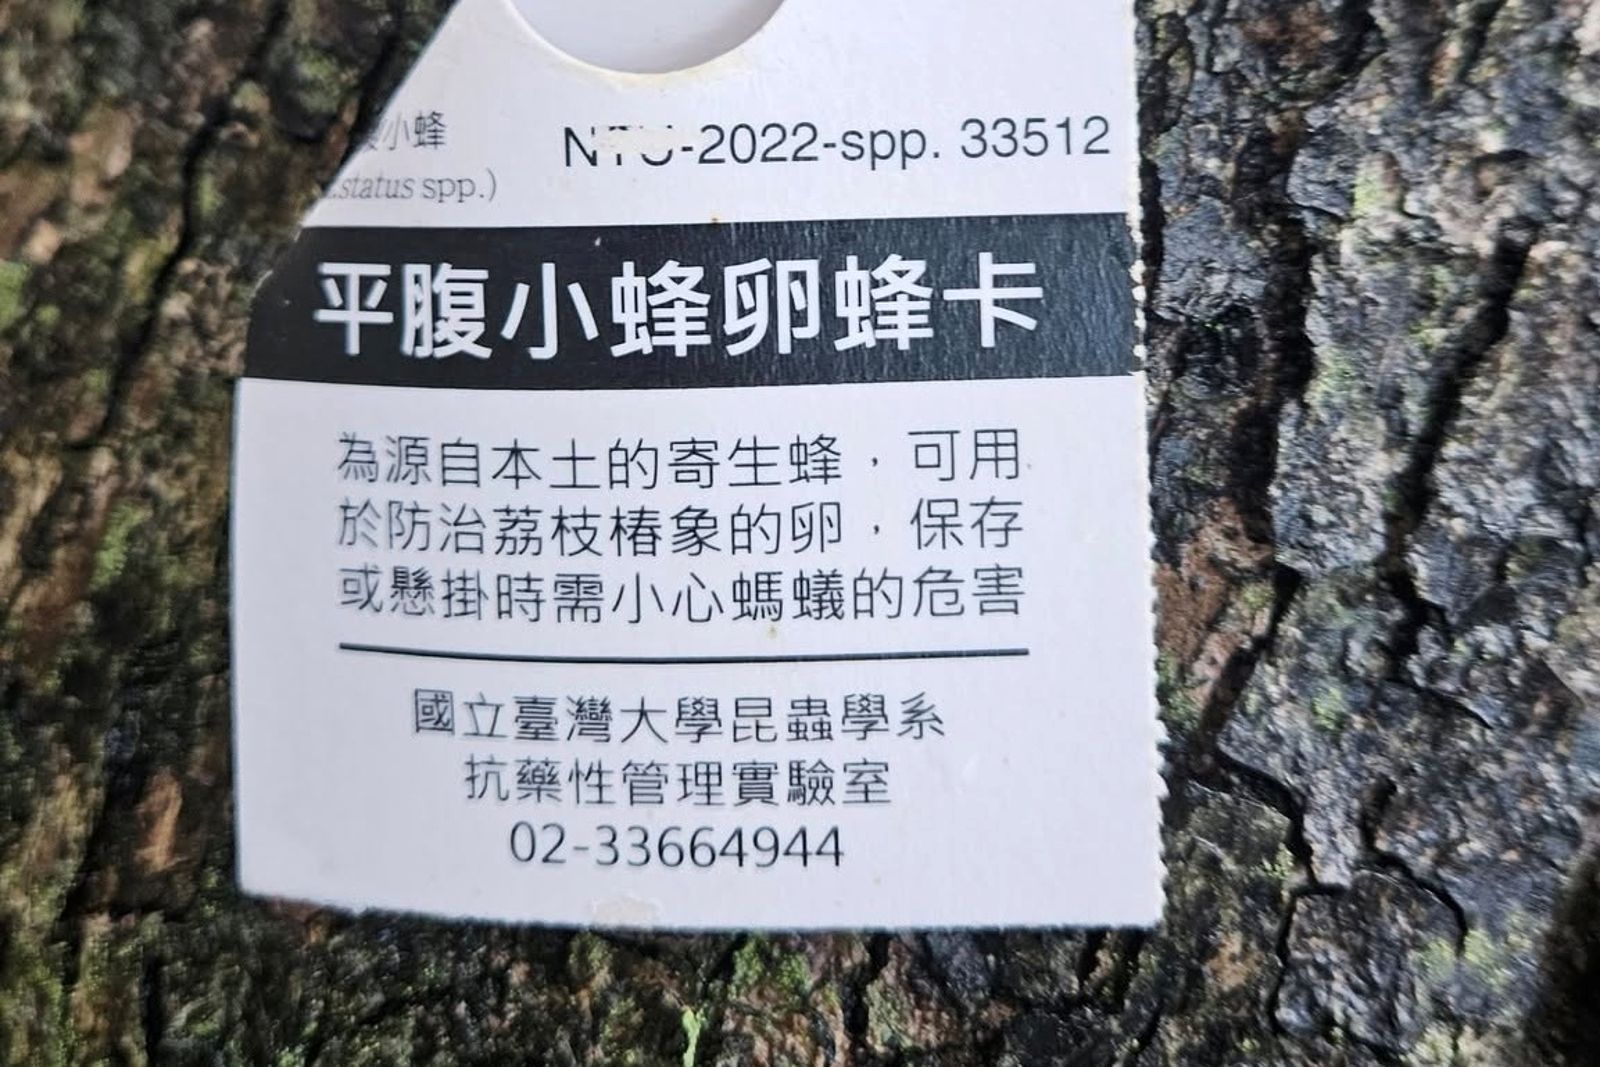 小蜂
status spp.)
-2022-spp. 33512
平腹小蜂卵蜂卡
為源自本土的寄生蜂，可用
於防治荔枝椿象的卵，保存
或懸掛時需小心螞蟻的危害
國立臺灣大學昆蟲學系
抗藥性管理實驗室
02-33664944